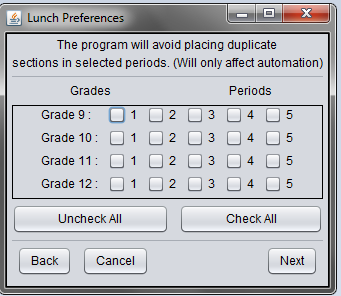 Lunch Preferences
The program will avoid placing duplicate
sections in selected periods. (Will only affect automation)
Grades Periods
Grade 9 : 1 2 3 4 5
Grade 10 : 1 2 3 4 5
Grade 11 : 1 2 3 4 5
Grade 12 : 1 2 3 4 5
Uncheck All Check All
Back Cancel Next